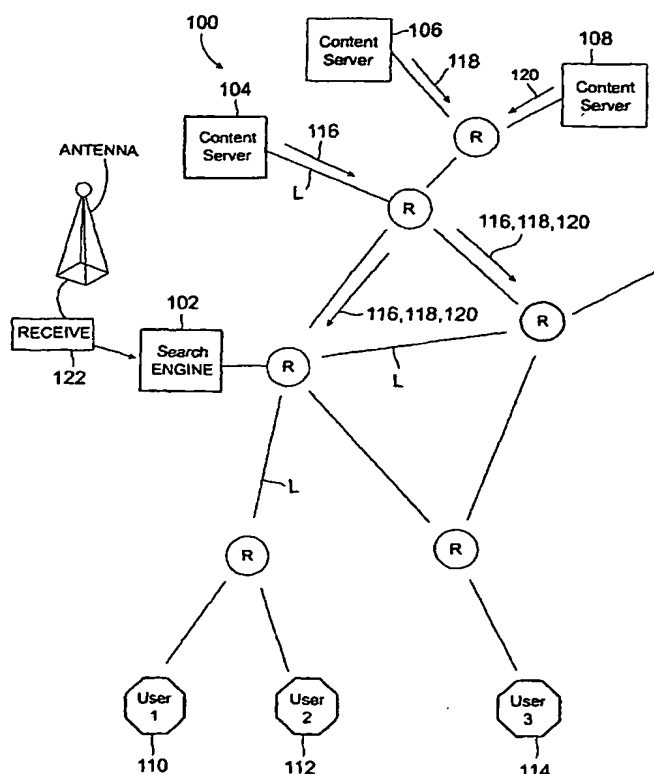 100
106
Content
Server
118
108
120
Content
Server
104
Content
Server
116
L
R
ANTENNA
R
116,118,120
102
116,118,120
R
RECEIVE
122
Search
ENGINE
R
L
L
R
R
User
1
User
2
User
3
110
112
114